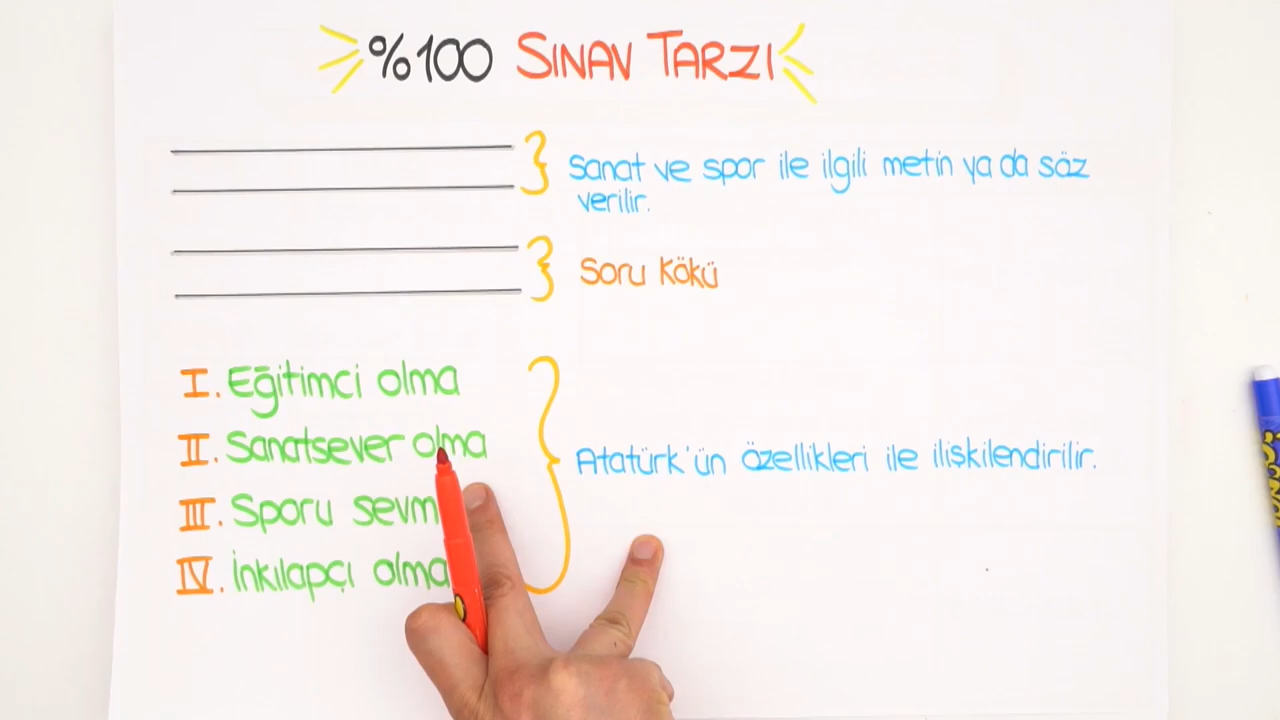 %100 SINAV TARZI
Sanat ve spor ile ilgili metin ya da söz
verilir.
Soru Kökü
I. Eğitimci olma
II. Sanatsever olma
III. Sporu
IV. İnkılapçı olma
Atatürk'ün özellikleri ile ilişkilendirilir.